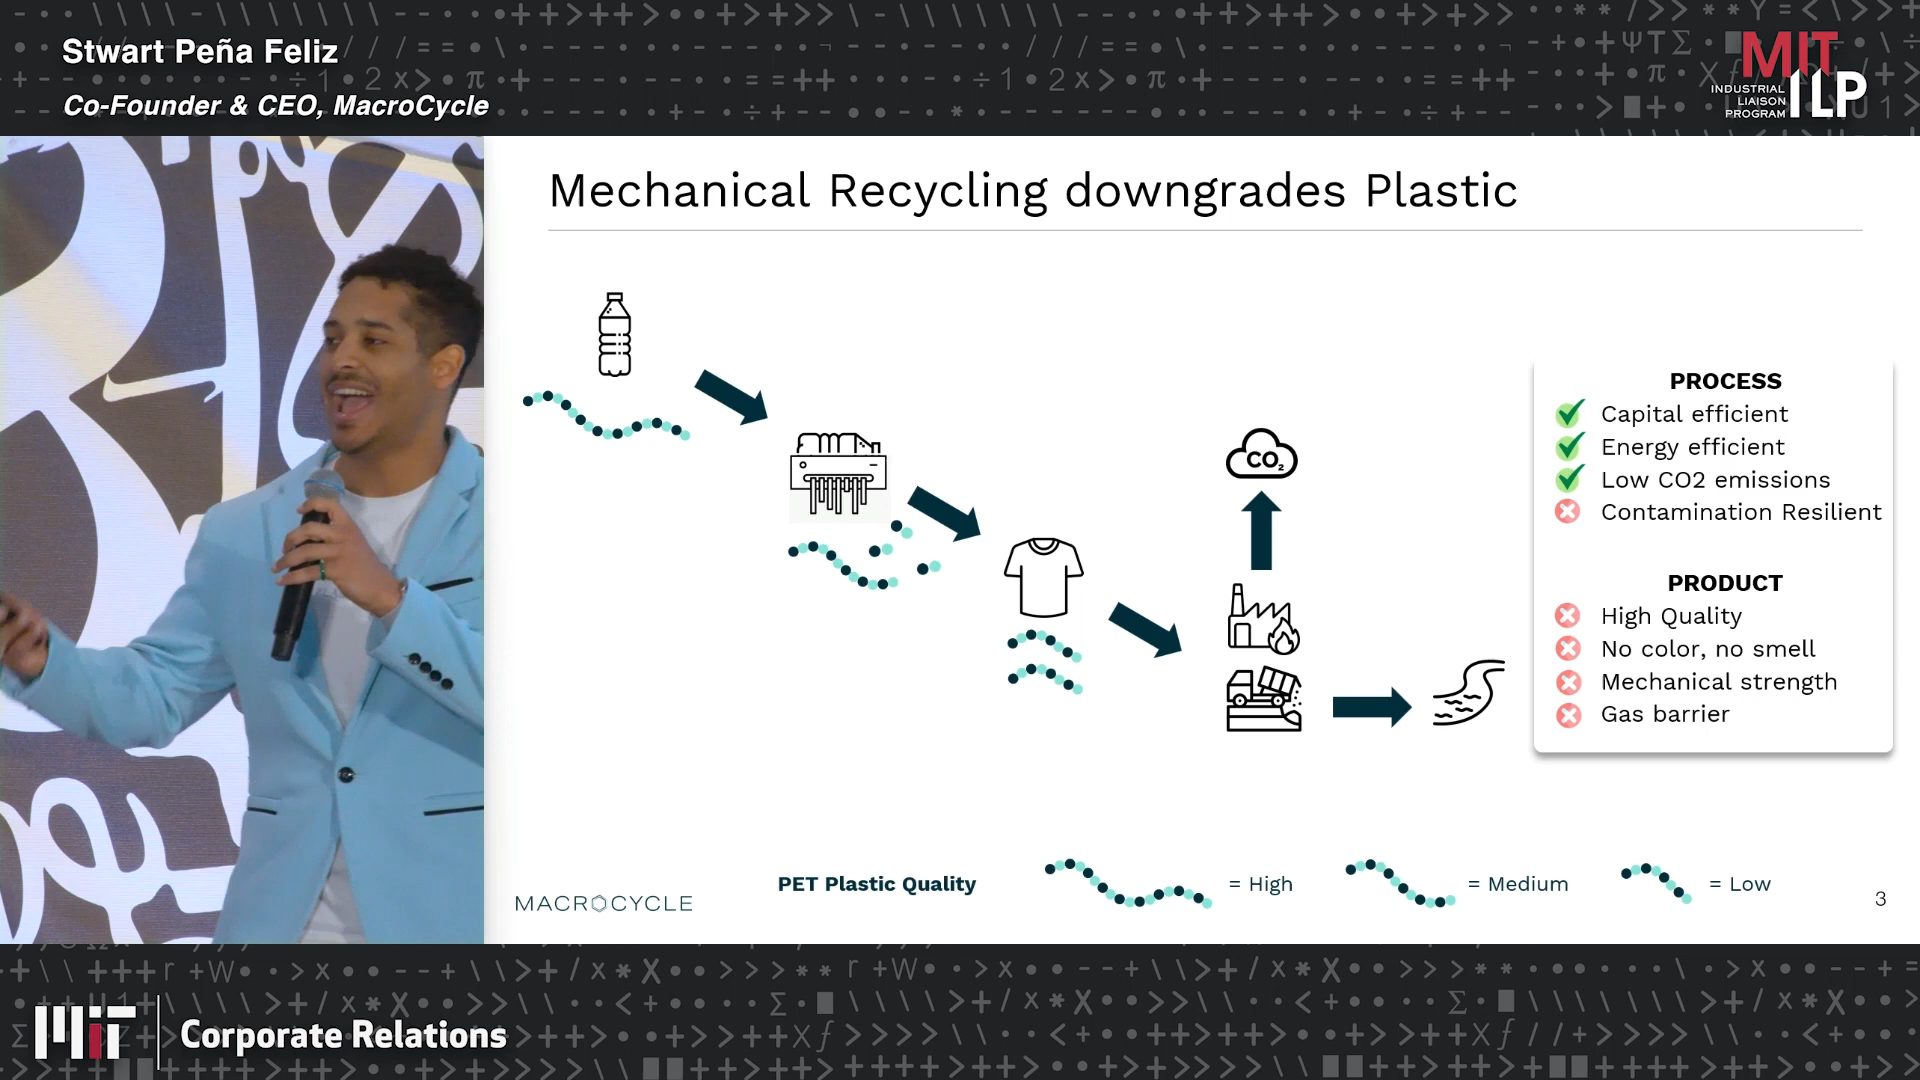 Stwart Peña Feliz
Co-Founder & CEO, MacroCycle
MIT
ILP
INDUSTRIAL
LIAISON
PROGRAM
Mechanical Recycling downgrades Plastic
CO₂
PROCESS
Capital efficient
Energy efficient
Low CO2 emissions
Contamination Resilient
PRODUCT
High Quality
No color, no smell
Mechanical strength
Gas barrier
PET Plastic Quality
= High
= Medium
= Low
MACROCYCLE
3
MIT
Corporate Relations